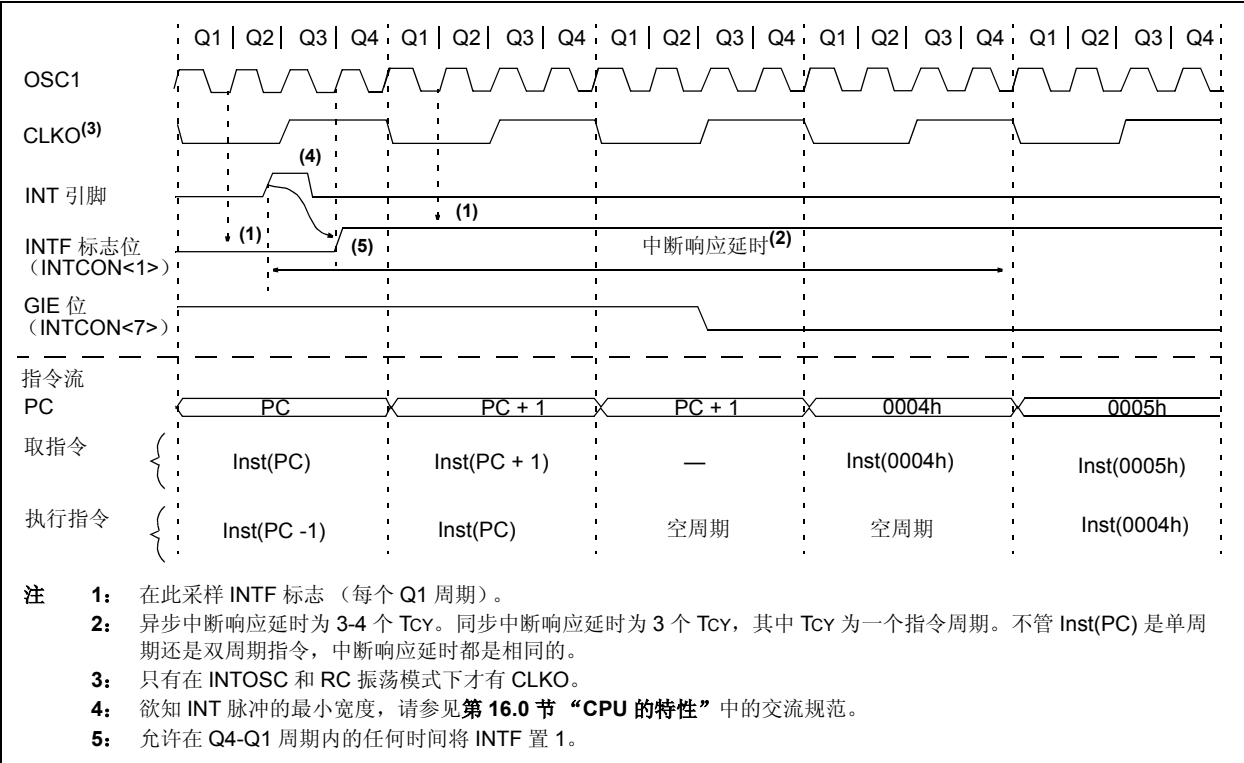 Q1 | Q2 | Q3 | Q4 Q1 | Q2 | Q3 | Q4 Q1 | Q2 | Q3 | Q4 Q1 | Q2 | Q3 | Q4 Q1 | Q2 | Q3 | Q4
OSC1
CLKO(3)
(4)
INT 引脚
(1)
(1)
INTF 标志位
(5)
中断响应延时(2)
（INTCON<1>）
GIE 位
（INTCON<7>）
指令流
PC PC PC + 1 PC + 1 0004h 0005h
取指令 Inst(PC) Inst(PC + 1) — Inst(0004h) Inst(0005h)
执行指令 Inst(PC -1) Inst(PC) 空周期 空周期 Inst(0004h)
注 1： 在此采样 INTF 标志 （每个 Q1 周期）。
2： 异步中断响应延时为 3-4 个 TCY。同步中断响应延时为 3 个 TCY，其中 TCY 为一个指令周期。不管 Inst(PC) 是单周
期还是双周期指令，中断响应延时都是相同的。
3： 只有在 INTOSC 和 RC 振荡模式下才有 CLKO。
4： 欲知 INT 脉冲的最小宽度，请参见第 16.0 节 “CPU 的特性”中的交流规范。
5： 允许在 Q4-Q1 周期内的任何时间将 INTF 置 1。